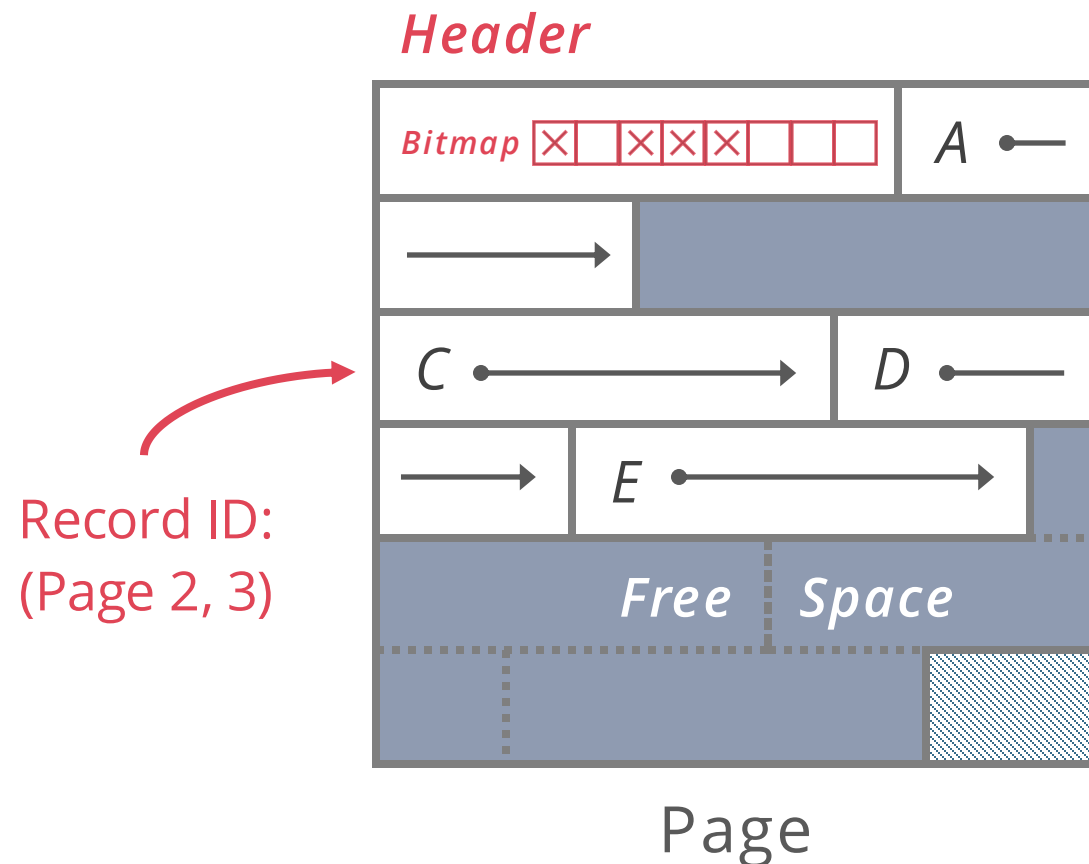 Header
Bitmap
A
C
D
E
Record ID:
(Page 2, 3)
Free Space
Page